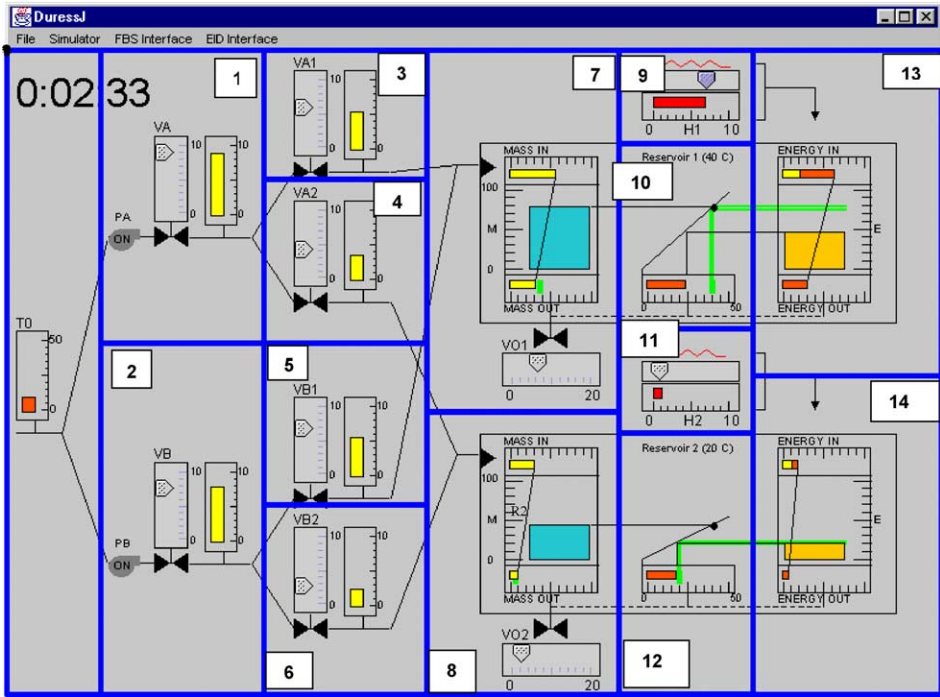 DuressJ
File Simulator FBS Interface EID Interface
0:02:33
1
VA
10
0
10
0
PA
ON
T0
50
0
2
VB
10
0
10
0
PB
ON
3
VA1
10
0
10
0
4
VA2
10
0
10
0
5
VB1
10
0
10
0
6
VB2
10
0
10
0
7
MASS IN
100
M
0
MASS OUT
VO1
0 20
8
MASS IN
100
M
R2
0
MASS OUT
VO2
0 20
9
0 H1 10
10
Reservoir 1 (40 C)
0 50
11
0 H2 10
12
Reservoir 2 (20 C)
0 50
13
ENERGY IN
E
ENERGY OUT
14
ENERGY IN
E
ENERGY OUT